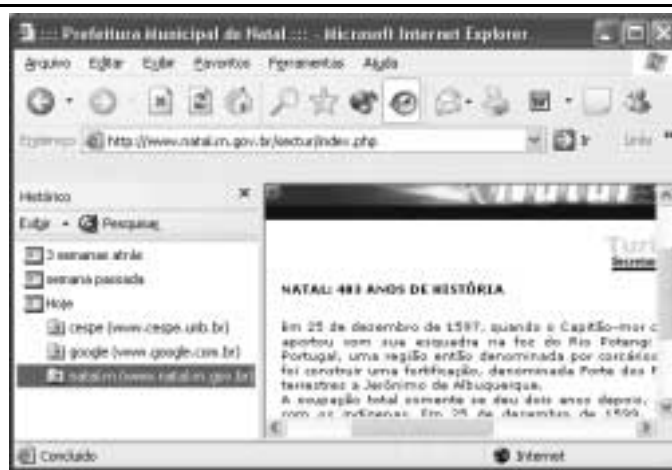 ::: Prefeitura Municipal de Natal ::: - Microsoft Internet Explorer
Arquivo Editar Exibir Favoritos Ferramentas Ajuda
Endereço http://www.natal.rn.gov.br/sectur/index.php Ir Links »
Histórico ×
Exibir Pesquisar
3 semanas atrás
semana passada
Hoje
cespe (www.cespe.unb.br)
google (www.google.com.br)
natal.rn (www.natal.rn.gov.br)
NATAL: 403 ANOS DE HISTÓRIA
Em 25 de dezembro de 1597, quando o Capitão-mor
aportou com sua esquadra na foz do Rio Potengi
Portugal, uma região então denominada por
foi construir uma fortificação, denominada Forte dos
terrestres a Jerônimo de Albuquerque.
A ocupação total somente se deu dois anos depois,
com os indígenas. Em 25 de dezembro de 1599,
Concluído Internet